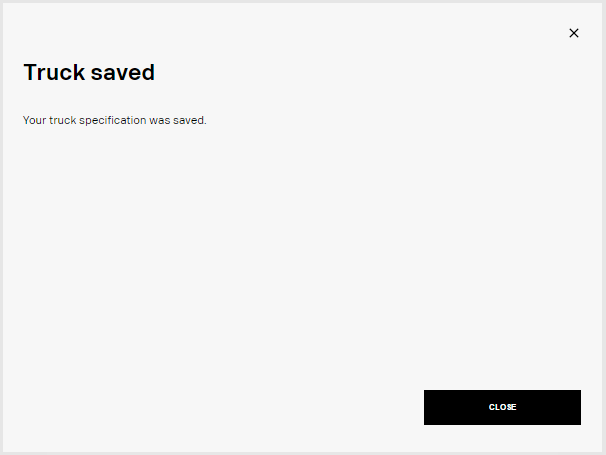 Truck saved
Your truck specification was saved.
CLOSE